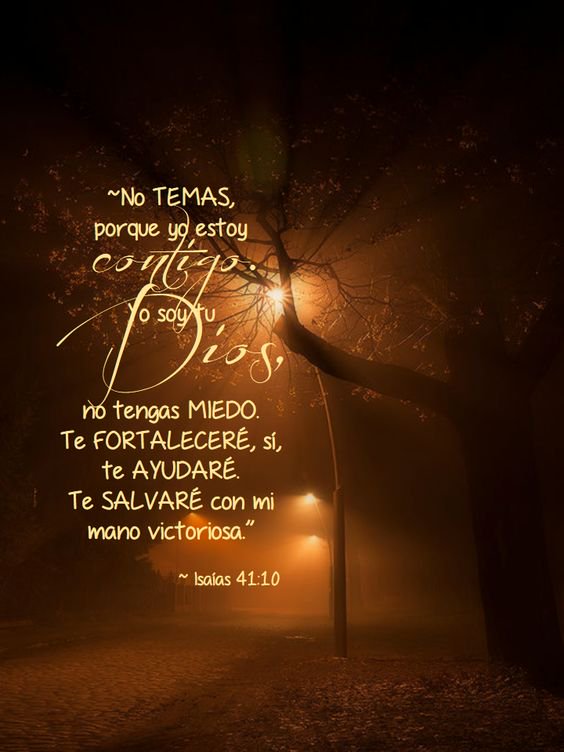 ~No TEMAS,
porque yo estoy
contigo.
Yo soy tu
Dios,
no tengas MIEDO.
Te FORTALECERÉ, sí,
te AYUDARÉ.
Te SALVARÉ con mi
mano victoriosa."
~ Isaías 41:10